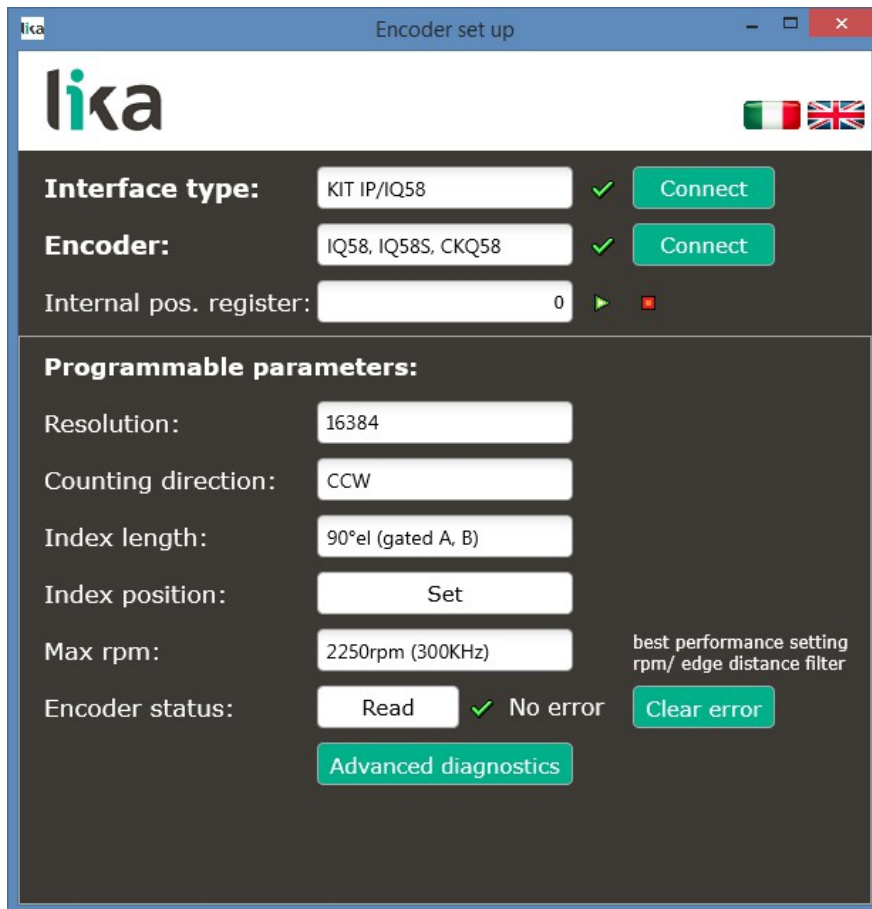 lika
Encoder set up
lika
Interface type:
KIT IP/IQ58
Connect
Encoder:
IQ58, IQ58S, CKQ58
Connect
Internal pos. register:
0
Programmable parameters:
Resolution:
16384
Counting direction:
CCW
Index length:
90°el (gated A, B)
Index position:
Set
Max rpm:
2250rpm (300KHz)
best performance setting
rpm/ edge distance filter
Encoder status:
Read
No error
Clear error
Advanced diagnostics